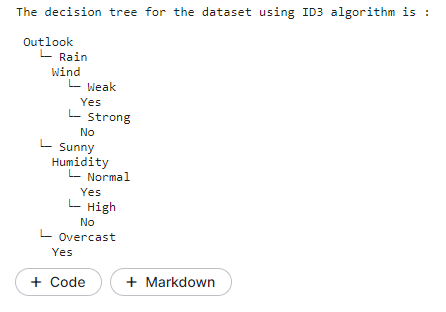 The decision tree for the dataset using ID3 algorithm is :
Outlook
└─ Rain
Wind
└─ Weak
Yes
└─ Strong
No
└─ Sunny
Humidity
└─ Normal
Yes
└─ High
No
└─ Overcast
Yes
+ Code + Markdown